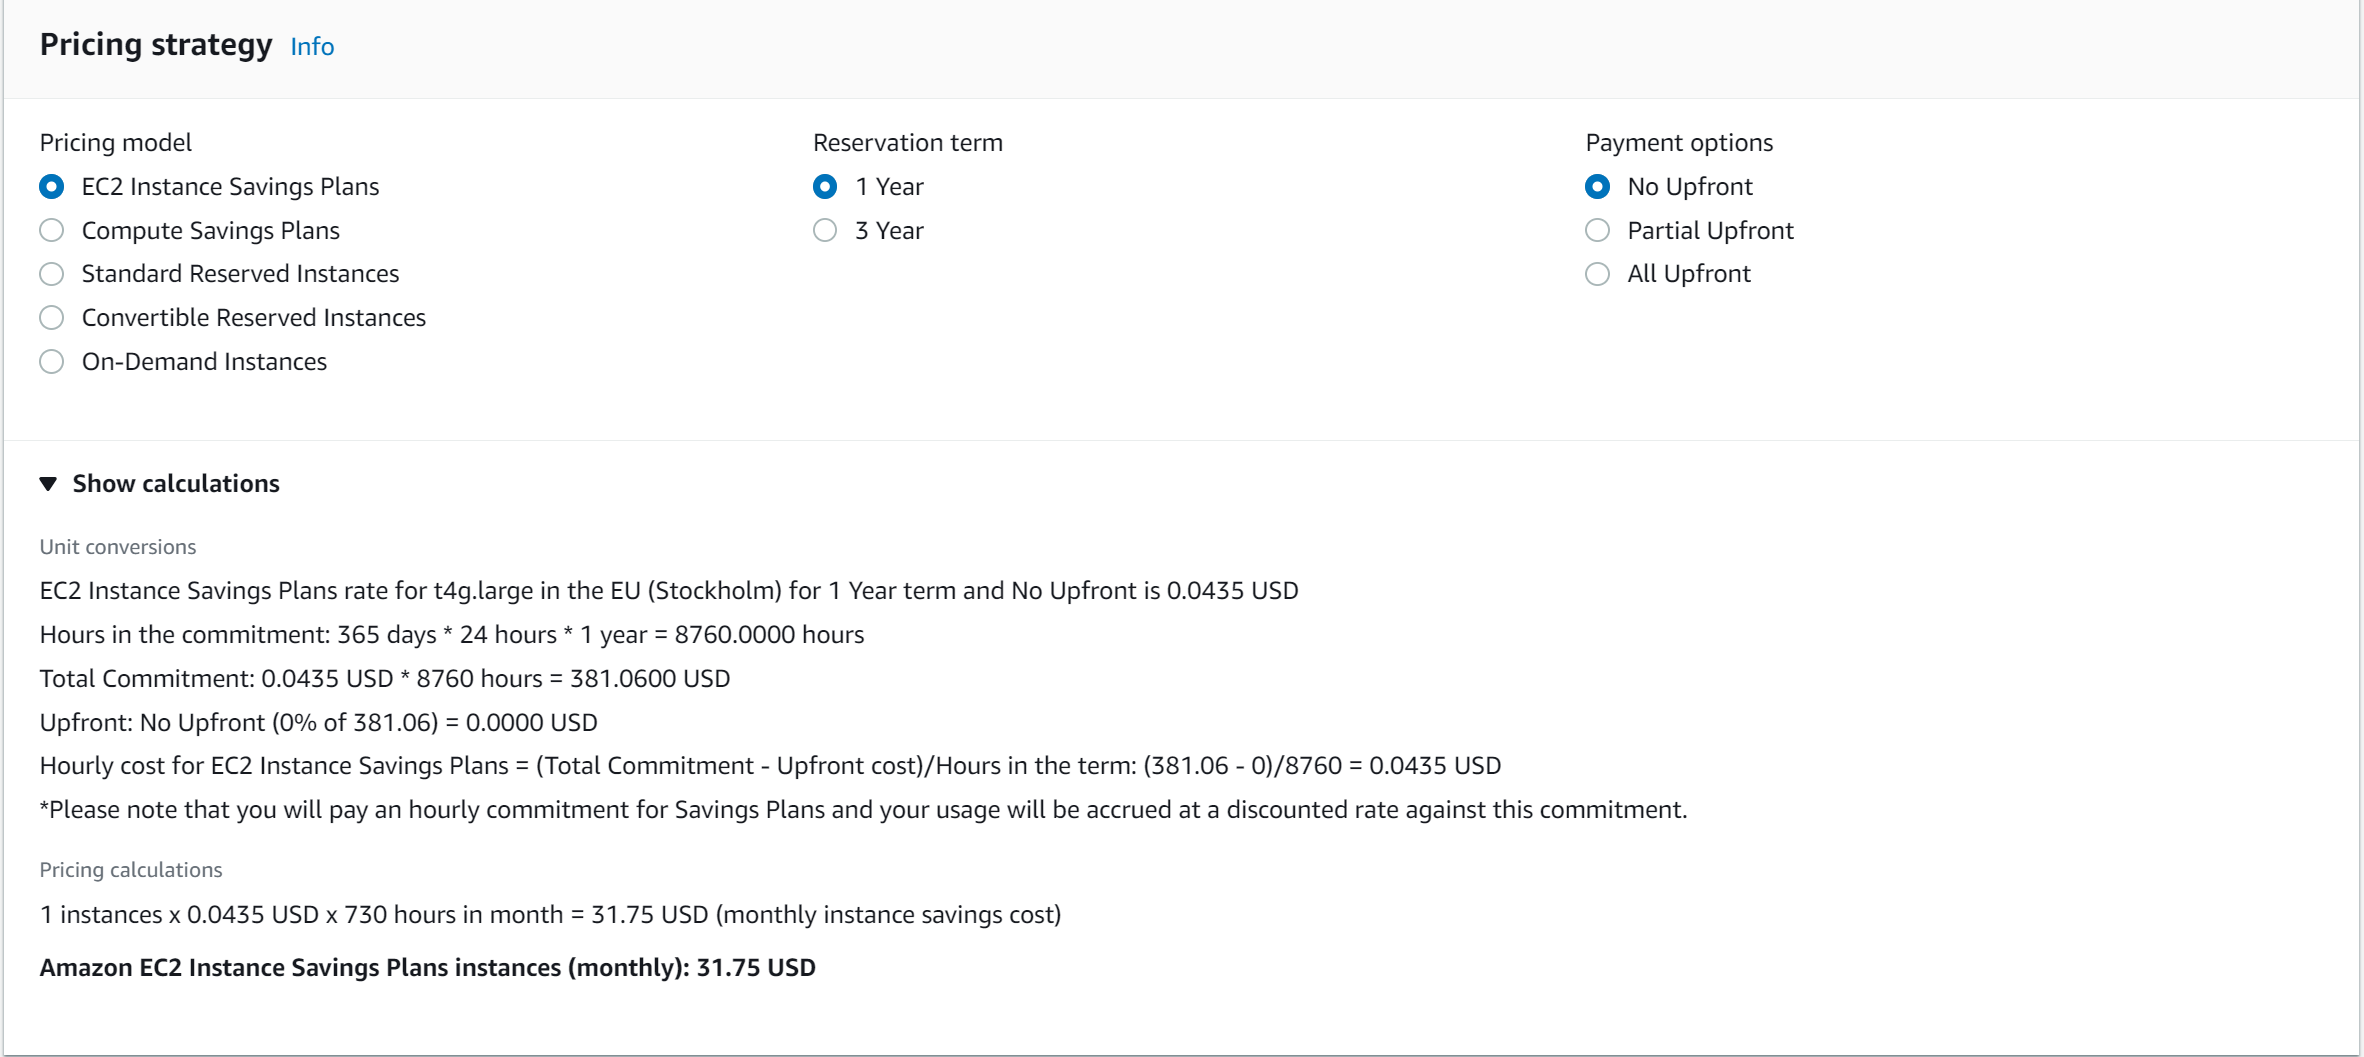 Pricing strategy Info
Pricing model
EC2 Instance Savings Plans
Compute Savings Plans
Standard Reserved Instances
Convertible Reserved Instances
On-Demand Instances
Reservation term
1 Year
3 Year
Payment options
No Upfront
Partial Upfront
All Upfront
Show calculations
Unit conversions
EC2 Instance Savings Plans rate for t4g.large in the EU (Stockholm) for 1 Year term and No Upfront is 0.0435 USD
Hours in the commitment: 365 days * 24 hours * 1 year = 8760.0000 hours
Total Commitment: 0.0435 USD * 8760 hours = 381.0600 USD
Upfront: No Upfront (0% of 381.06) = 0.0000 USD
Hourly cost for EC2 Instance Savings Plans = (Total Commitment - Upfront cost)/Hours in the term: (381.06 - 0)/8760 = 0.0435 USD
*Please note that you will pay an hourly commitment for Savings Plans and your usage will be accrued at a discounted rate against this commitment.
Pricing calculations
1 instances x 0.0435 USD x 730 hours in month = 31.75 USD (monthly instance savings cost)
Amazon EC2 Instance Savings Plans instances (monthly): 31.75 USD